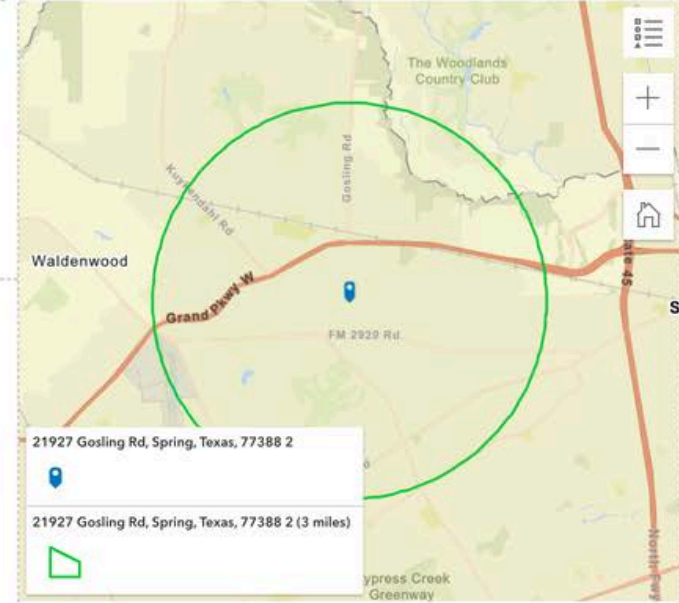 The Woodlands
Country Club
Gosling Rd
Kuykendahl Rd
Waldenwood
Grand Pkwy W
FM 2920 Rd
21927 Gosling Rd, Spring, Texas, 77388 2
21927 Gosling Rd, Spring, Texas, 77388 2 (3 miles)
tate 45
S
North Fwy
ypress Creek
Greenway